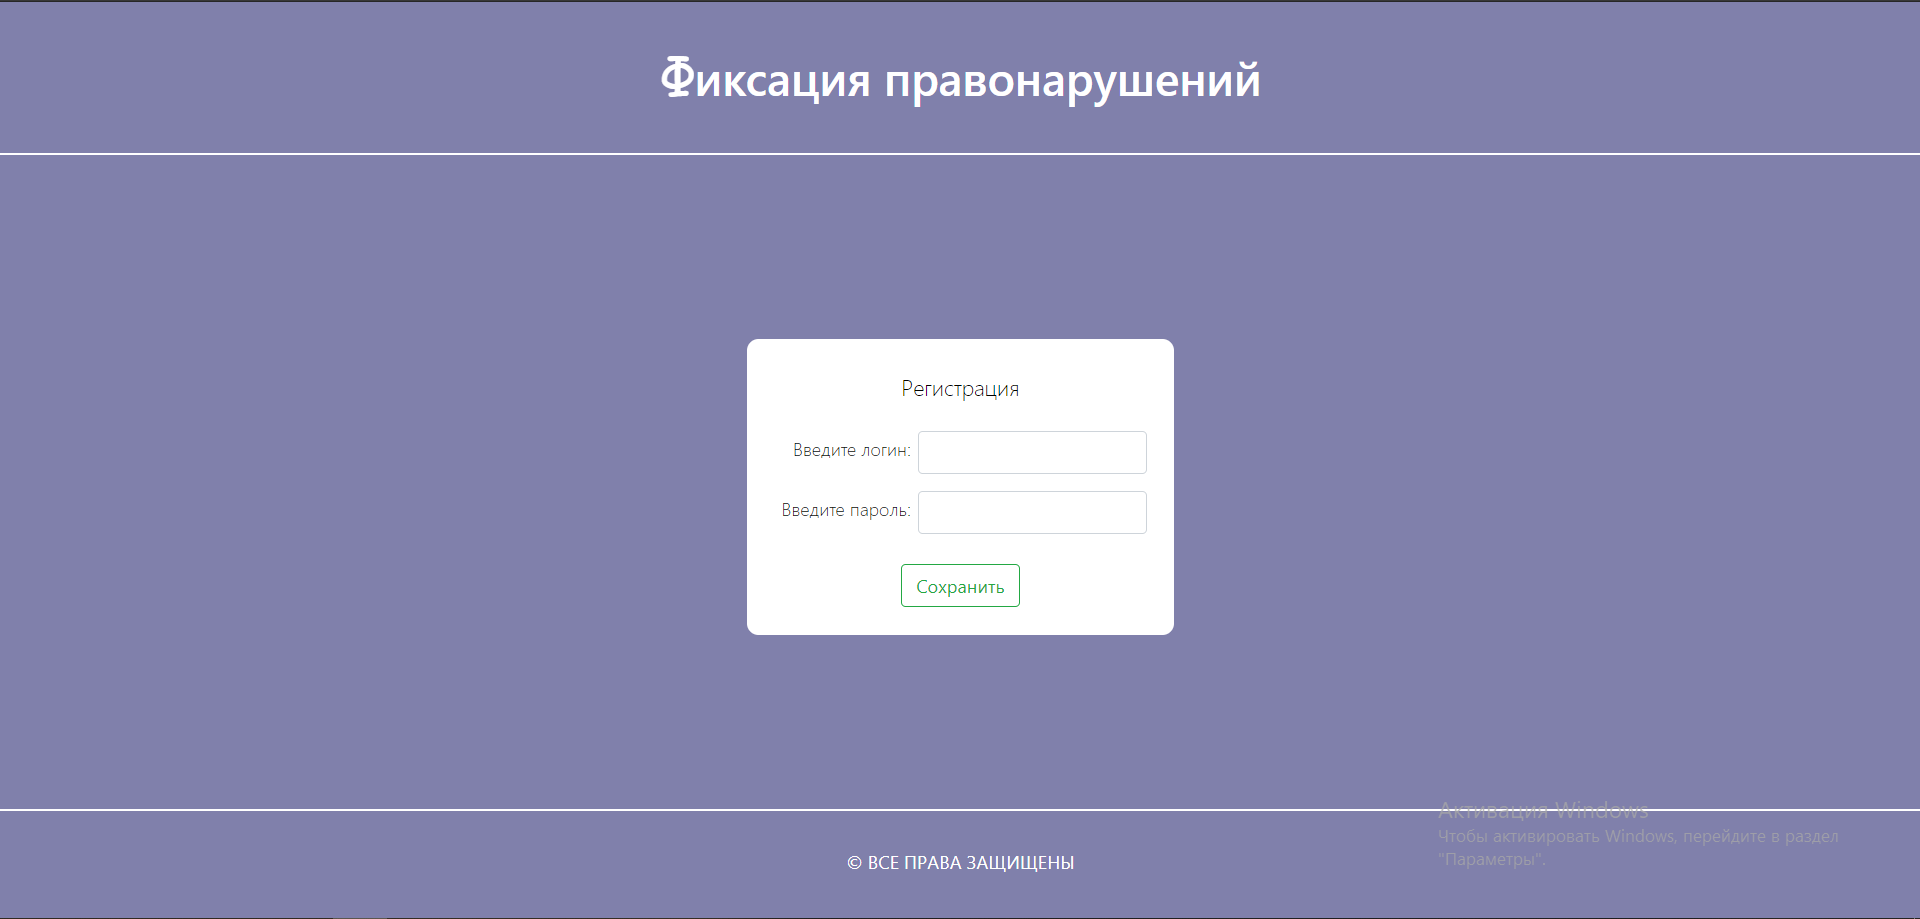 Фиксация правонарушений
Регистрация
Введите логин:
Введите пароль:
Сохранить
Активация Windows
Чтобы активировать Windows, перейдите в раздел
"Параметры".
© ВСЕ ПРАВА ЗАЩИЩЕНЫ